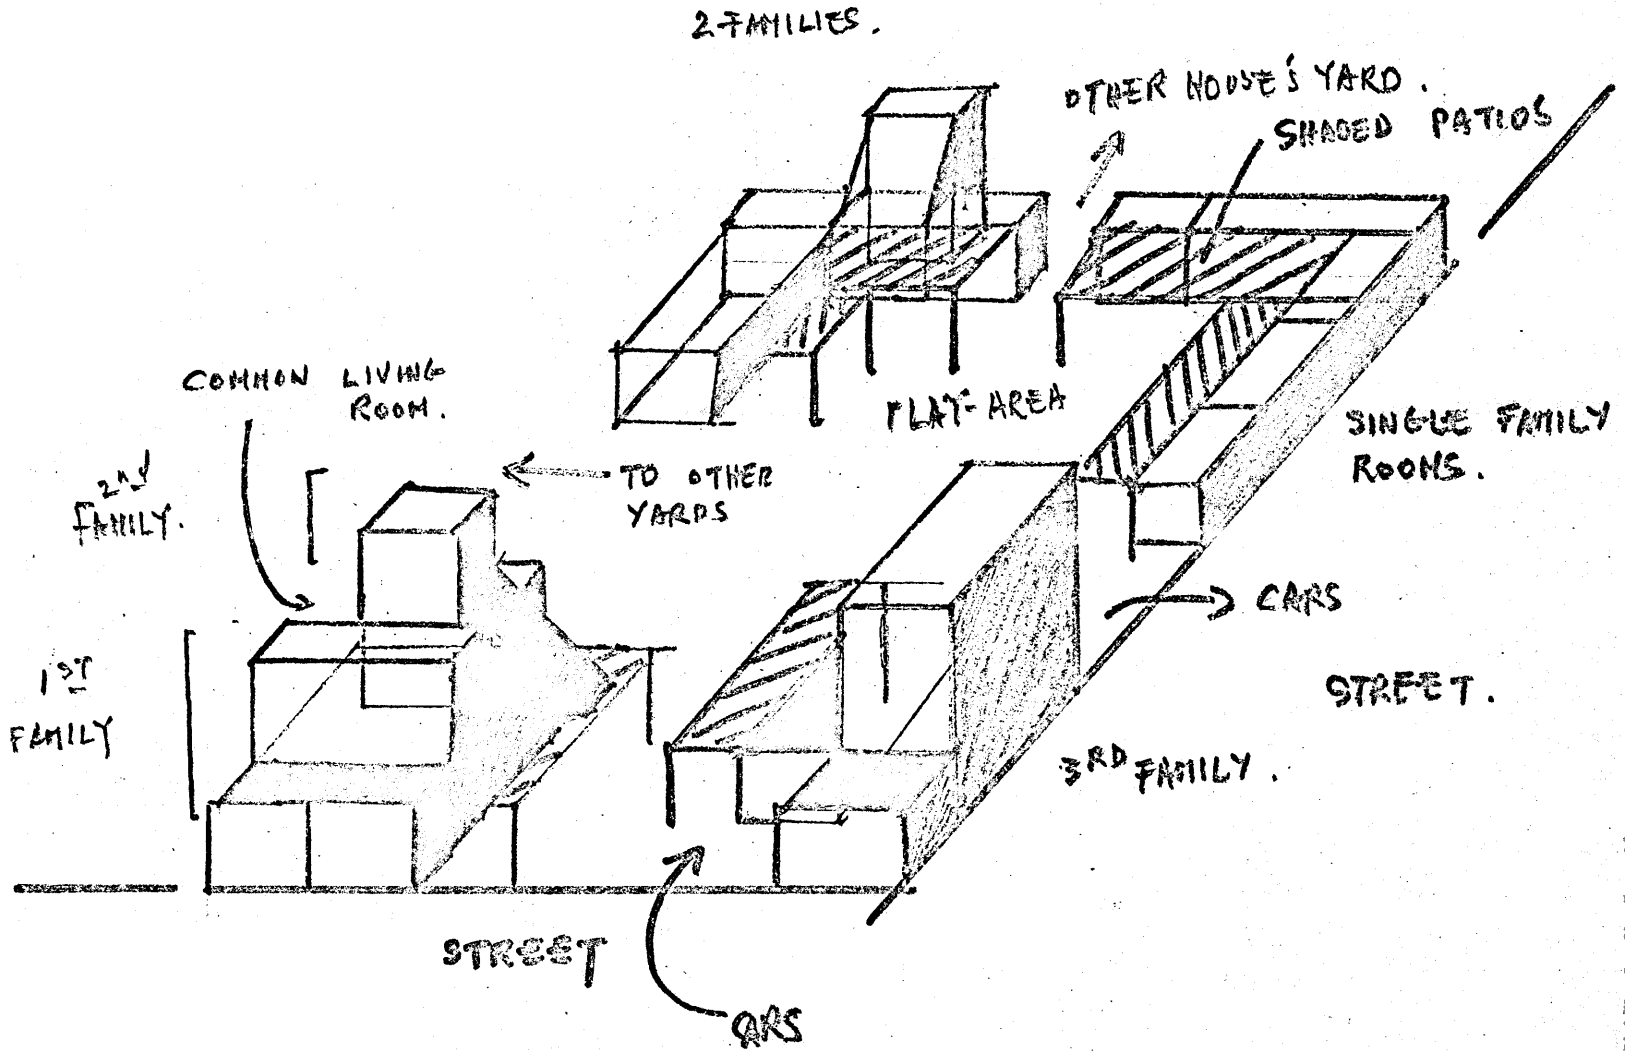 2 FAMILIES.
OTHER HOUSE'S YARD.
SHADED PATIOS
COMMON LIVING
ROOM.
PLAY-AREA
SINGLE FAMILY
ROOMS.
2nd
FAMILY.
TO OTHER
YARDS
CARS
1ST
FAMILY
STREET.
3RD FAMILY.
STREET
CARS